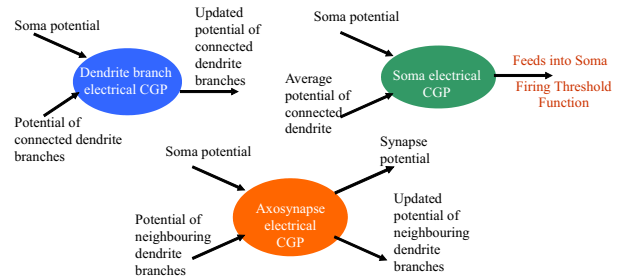 Soma potential
Dendrite branch
electrical CGP
Potential of
connected dendrite
branches
Updated
potential of
connected
dendrite
branches
Soma potential
Average
potential of
connected
dendrite
Soma electrical
CGP
Feeds into Soma
Firing Threshold
Function
Soma potential
Potential of
neighbouring
dendrite
branches
Axosynapse
electrical
CGP
Synapse
potential
Updated
potential of
neighbouring
dendrite
branches